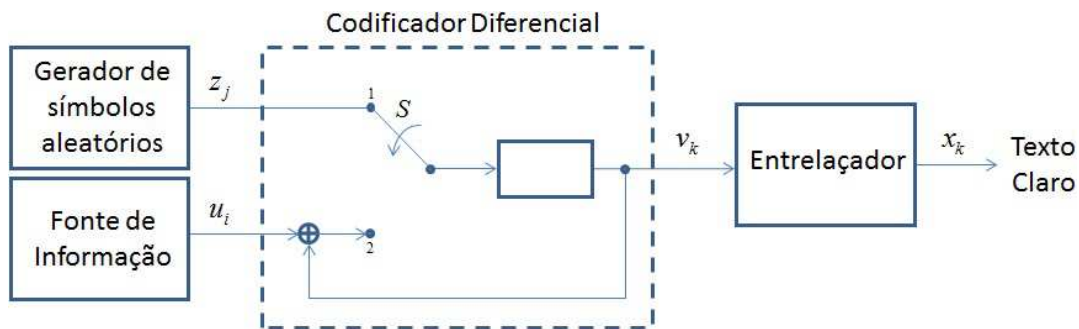 Codificador Diferencial
Gerador de
símbolos
aleatórios
z_j
1
S
v_k
Entrelaçador
x_k
Texto
Claro
Fonte de
Informação
u_i
2